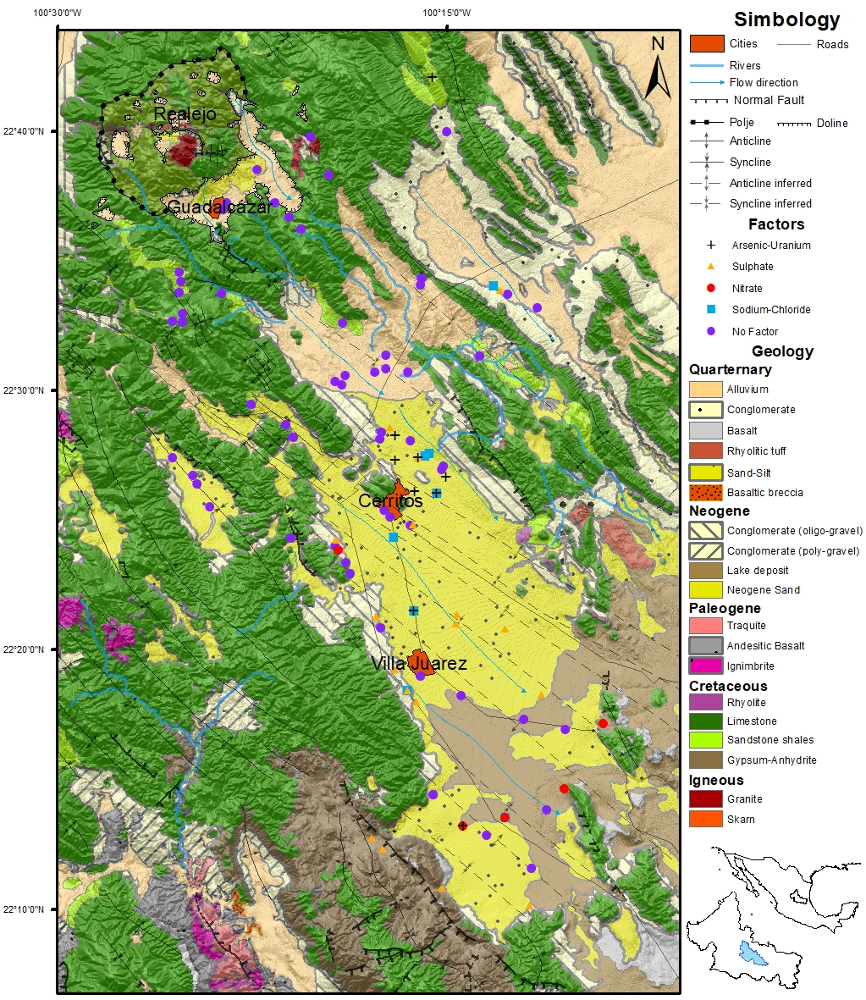 100°30'0"W
100°15'0"W
N
Realejo
22°40'0"N
Guadalcazar
22°30'0"N
Cerritos
22°20'0"N
Villa Juarez
22°10'0"N
Simbology
Cities
Roads
Rivers
Flow direction
Normal Fault
Polje
Doline
Anticline
Syncline
Anticline inferred
Syncline inferred
Factors
Arsenic-Uranium
Sulphate
Nitrate
Sodium-Chloride
No Factor
Geology
Quarternary
Alluvium
Conglomerate
Basalt
Rhyolitic tuff
Sand-Silt
Basaltic breccia
Neogene
Conglomerate (oligo-gravel)
Conglomerate (poly-gravel)
Lake deposit
Neogene Sand
Paleogene
Traquite
Andesitic Basalt
Ignimbrite
Cretaceous
Rhyolite
Limestone
Sandstone shales
Gypsum-Anhydrite
Igneous
Granite
Skarn